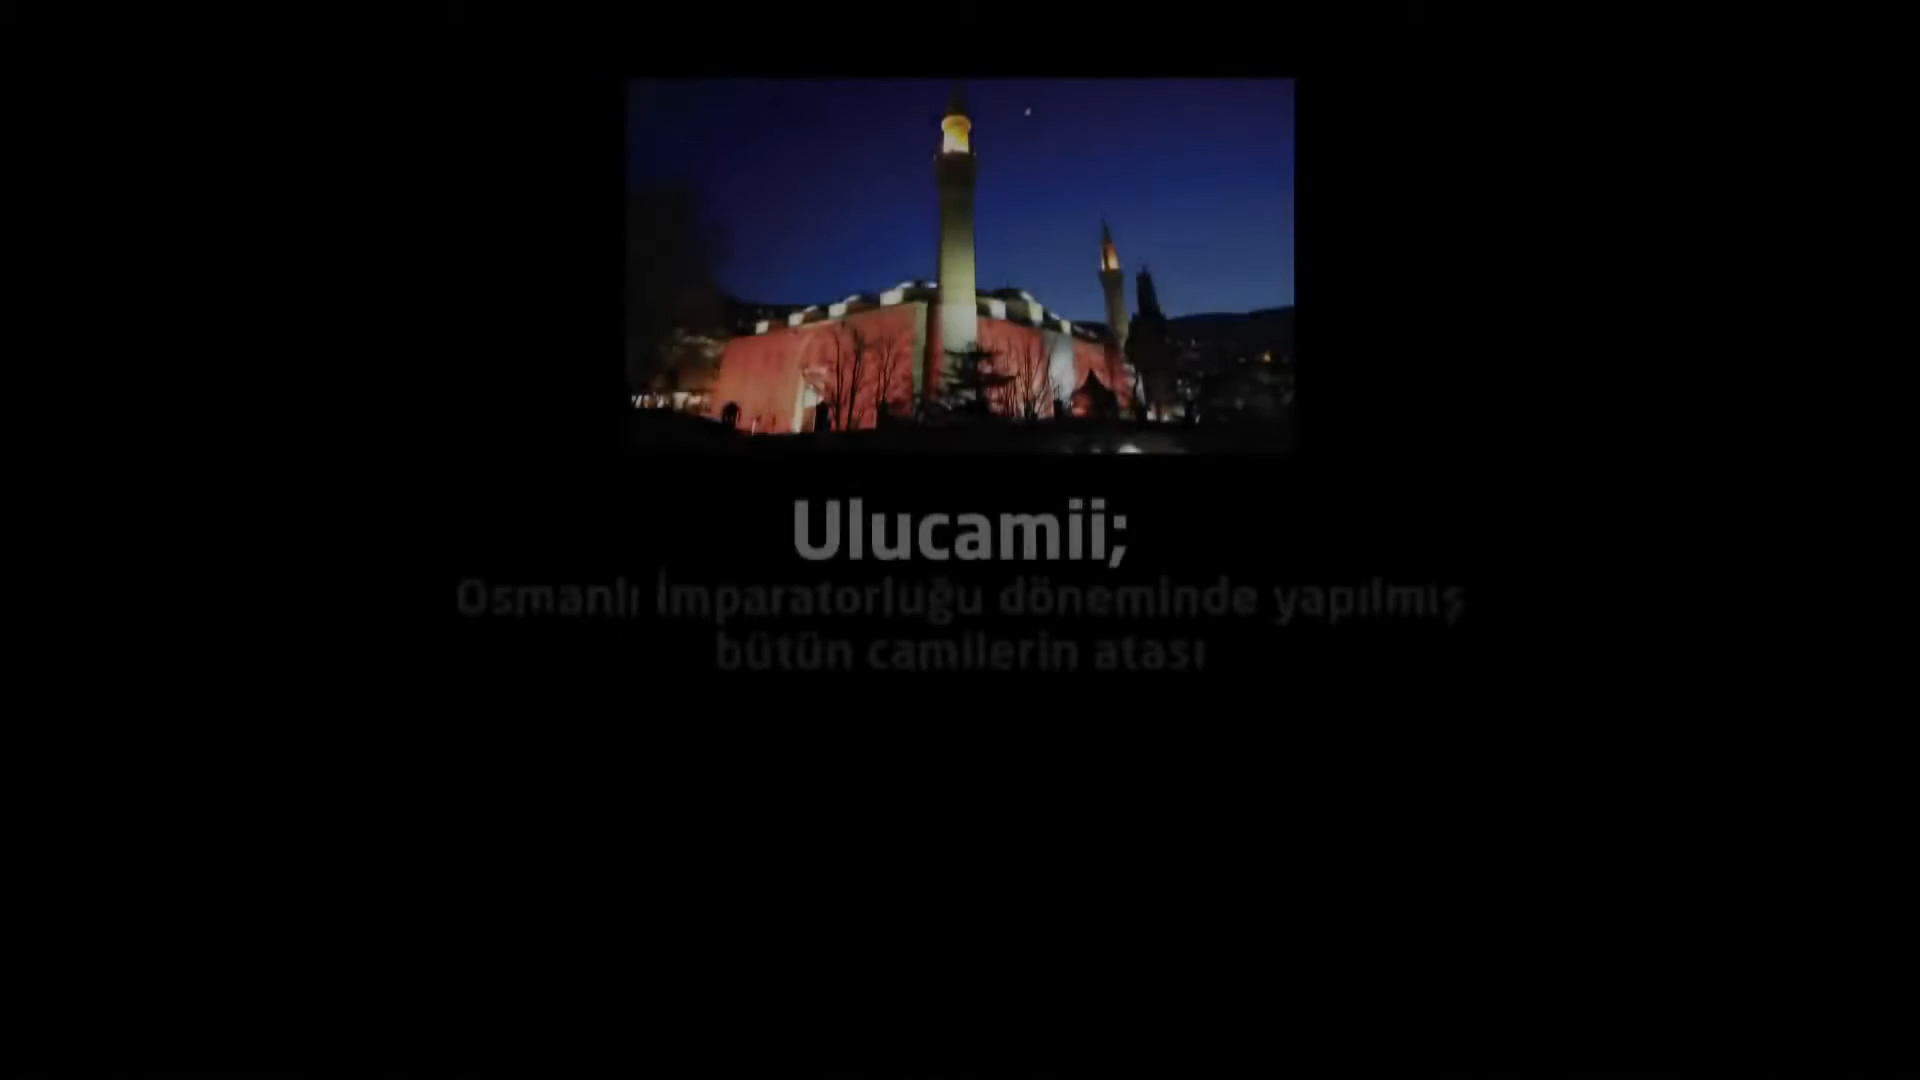 Ulucamii;
Osmanlı İmparatorluğu döneminde yapılmış
bütün camilerin atası